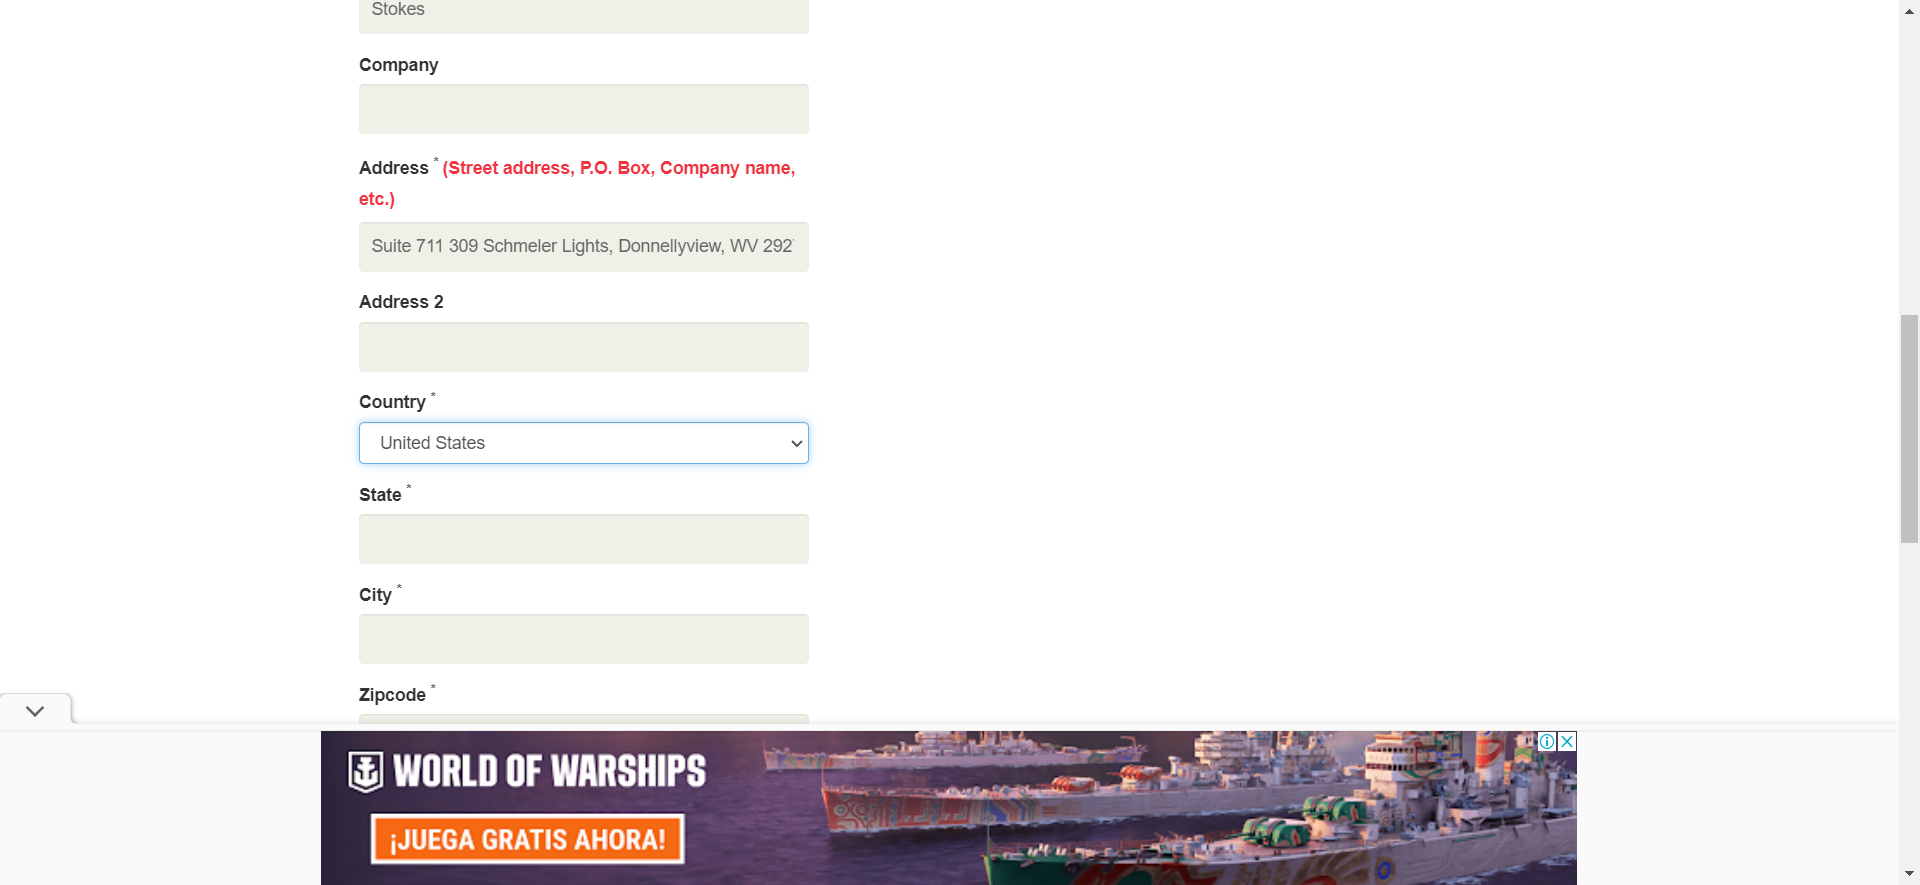 Stokes
Company
Address * (Street address, P.O. Box, Company name,
etc.)
Suite 711 309 Schmeler Lights, Donnellyview, WV 292
Address 2
Country *
United States
State *
City *
Zipcode *
WORLD OF WARSHIPS
¡JUEGA GRATIS AHORA!